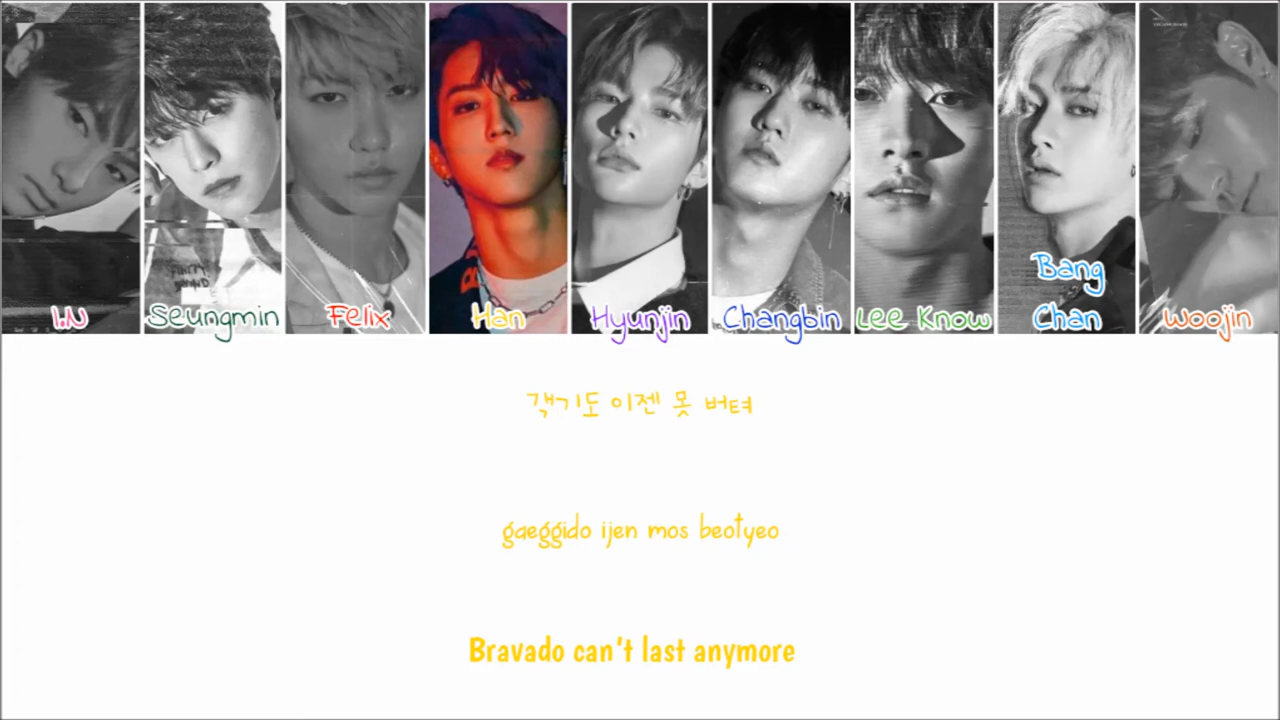 I.N
Seungmin
Felix
Han
Hyunjin
Changbin
Lee Know
Bang
Chan
Woojin
객기도 이젠 못 버텨
gaeggido ijen mos beotyeo
Bravado can't last anymore